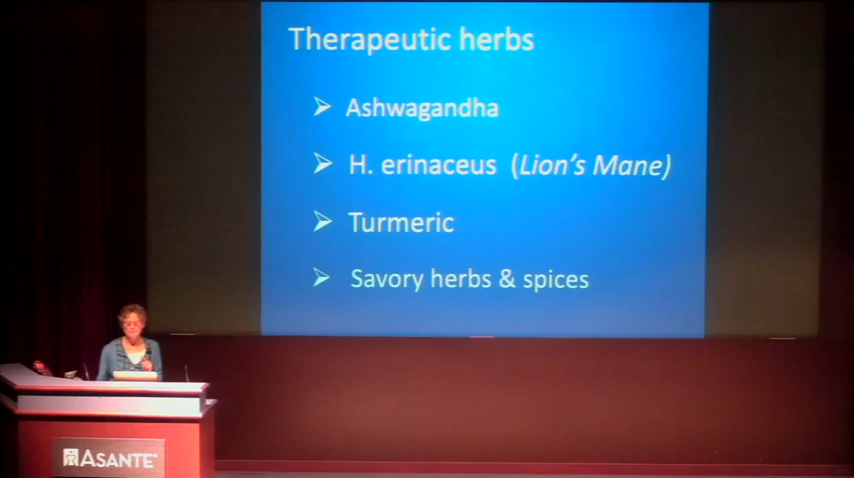 Therapeutic herbs
➢ Ashwagandha
➢ H. erinaceus (Lion's Mane)
➢ Turmeric
➢ Savory herbs & spices
ASANTE